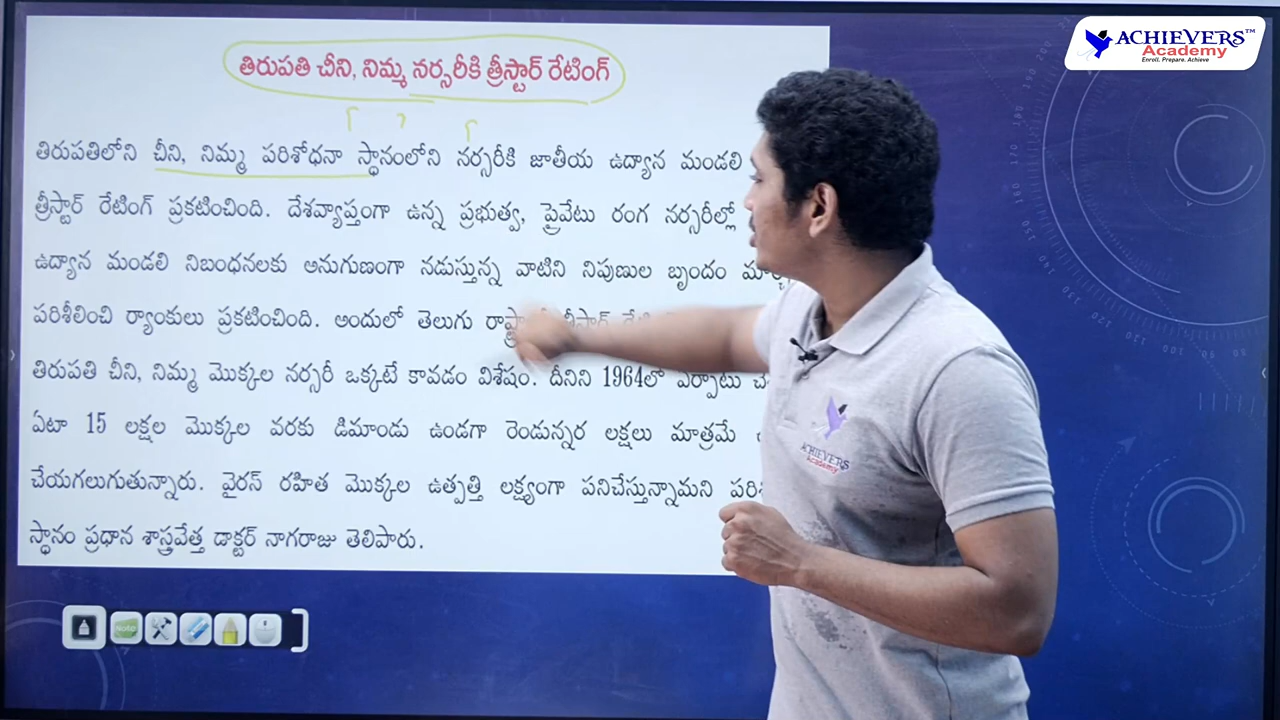 ACHIEVERS™
Academy
Enroll. Prepare. Achieve
తిరుపతి చీని, నిమ్మ నర్సరీకి త్రీస్టార్ రేటింగ్
తిరుపతిలోని చీని, నిమ్మ పరిశోధనా స్థానంలోని నర్సరీకి జాతీయ ఉద్యాన మండలి
త్రీస్టార్ రేటింగ్ ప్రకటించింది. దేశవ్యాప్తంగా ఉన్న ప్రభుత్వ, ప్రైవేటు రంగ నర్సరీల్లో
ఉద్యాన మండలి నిబంధనలకు అనుగుణంగా నడుస్తున్న వాటిని నిపుణుల బృందం
పరిశీలించి ర్యాంకులు ప్రకటించింది. అందులో తెలుగు
తిరుపతి చీని, నిమ్మ మొక్కల నర్సరీ ఒక్కటే కావడం విశేషం. దీనిని 1964లో ఏర్పాటు
ఏటా 15 లక్షల మొక్కల వరకు డిమాండు ఉండగా రెండున్నర లక్షలు మాత్రమే
చేయగలుగుతున్నారు. వైరస్ రహిత మొక్కల ఉత్పత్తి లక్ష్యంగా పనిచేస్తున్నామని
స్థానం ప్రధాన శాస్త్రవేత్త డాక్టర్ నాగరాజు తెలిపారు.
ACHIEVERS
Academy